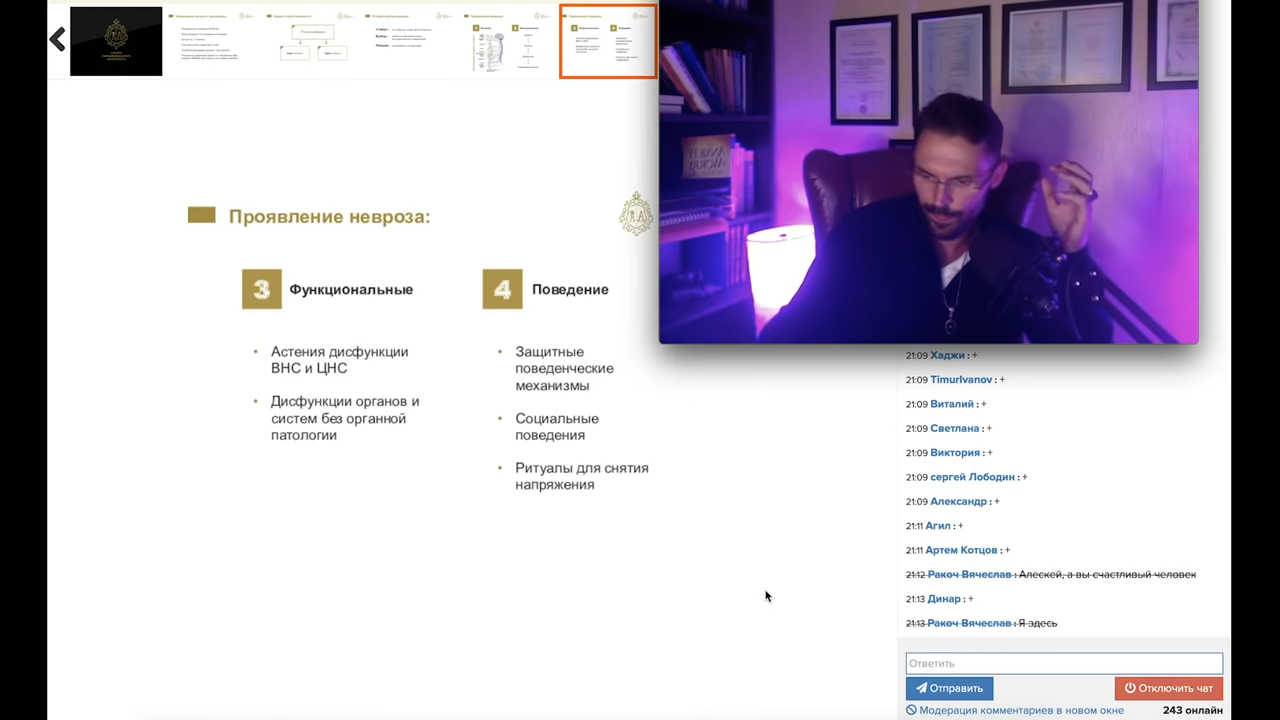 Проявление невроза:
3 Функциональные
Астения дисфункции
ВНС и ЦНС
Дисфункции органов и
систем без органной
патологии
4 Поведение
Защитные
поведенческие
механизмы
Социальные
поведения
Ритуалы для снятия
напряжения
21:09 Хаджи : +
21:09 TimurIvanov : +
21:09 Виталий : +
21:09 Светлана : +
21:09 Виктория : +
21:09 сергей Лободин : +
21:09 Александр : +
21:11 Агил : +
21:11 Артем Котцов : +
21:12 Ракоч Вячеслав : Алескей, а вы счастливый человек
21:13 Динар : +
21:13 Ракоч Вячеслав : Я здесь
Ответить
Отправить
Отключить чат
Модерация комментариев в новом окне
243 онлайн